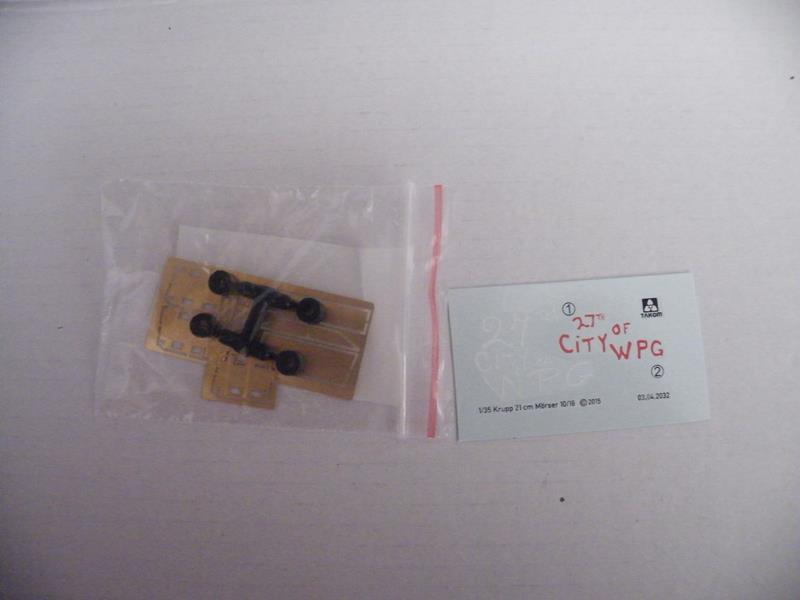 ①
TAKOM
27TH OF
CiTY WPG
27
②
1/35 Krupp 21 cm Mörser 10/16 ©2015
03.04.2032